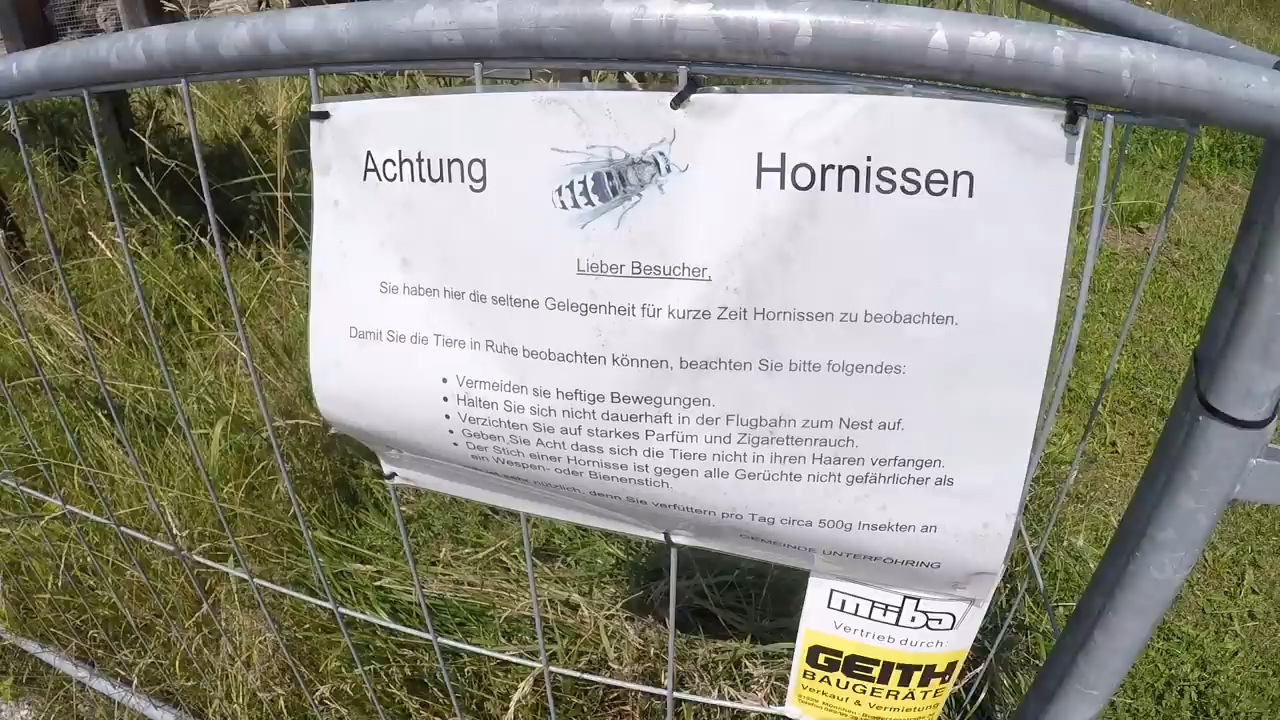 Achtung Hornissen
Lieber Besucher,
Sie haben hier die seltene Gelegenheit für kurze Zeit Hornissen zu beobachten.
Damit Sie die Tiere in Ruhe beobachten können, beachten Sie bitte folgendes:
• Vermeiden sie heftige Bewegungen.
• Halten Sie sich nicht dauerhaft in der Flugbahn zum Nest auf.
• Verzichten Sie auf starkes Parfüm und Zigarettenrauch.
• Geben Sie Acht dass sich die Tiere nicht in ihren Haaren verfangen.
• Der Stich einer Hornisse ist gegen alle Gerüchte nicht gefährlicher als
ein Wespen- oder Bienenstich.
nützlich, denn Sie verfüttern pro Tag circa 500g Insekten an
GEMEINDE UNTERFÖHRING
müba
Vertrieb durch:
GEITH
BAUGERÄTE
Verkauf & Vermietung